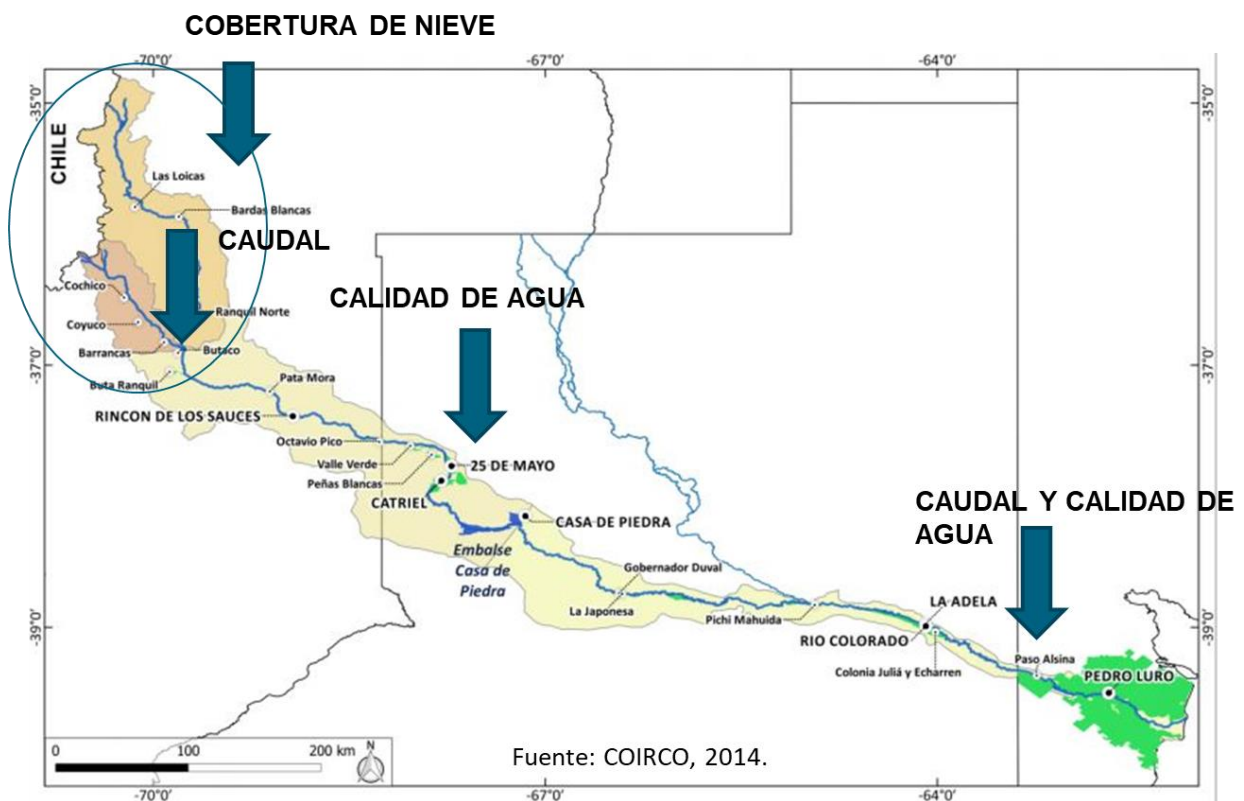 COBERTURA DE NIEVE
-70°0'
-67°0'
-64°0'
-35°0'
-35°0'
CHILE
Las Loicas
Bardas Blancas
CAUDAL
Cochico
CALIDAD DE AGUA
Ranquil Norte
Coyuco
Barrancas
Butaco
-37°0'
-37°0'
Buta Ranquil
Pata Mora
RINCON DE LOS SAUCES
Octavio Pico
Valle Verde
25 DE MAYO
Peñas Blancas
CATRIEL
CAUDAL Y CALIDAD DE
AGUA
CASA DE PIEDRA
Embalse
Casa de
Piedra
Gobernador Duval
La Japonesa
LA ADELA
Pichi Mahuida
-39°0'
-39°0'
RIO COLORADO
Paso Alsina
Colonia Juliá y Echarren
PEDRO LURO
0
100
200 km
N
Fuente: COIRCO, 2014.
-70°0'
-67°0'
-64°0'